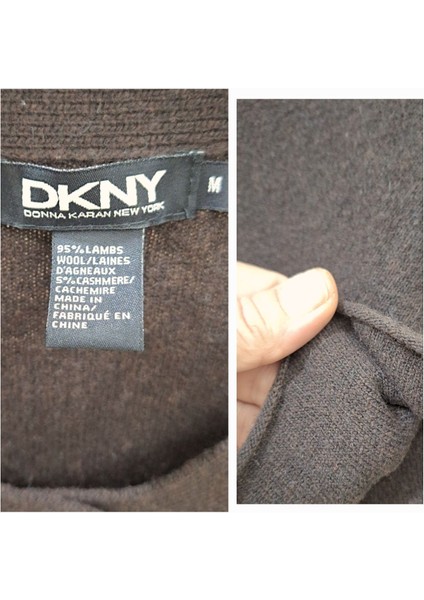 DKNY
DONNA KARAN NEW YORK
M
95% LAMBS
WOOL/LAINES
D'AGNEAUX
5% CASHMERE/
CACHEMIRE
MADE IN
CHINA/
FABRIQUÉ EN
CHINE